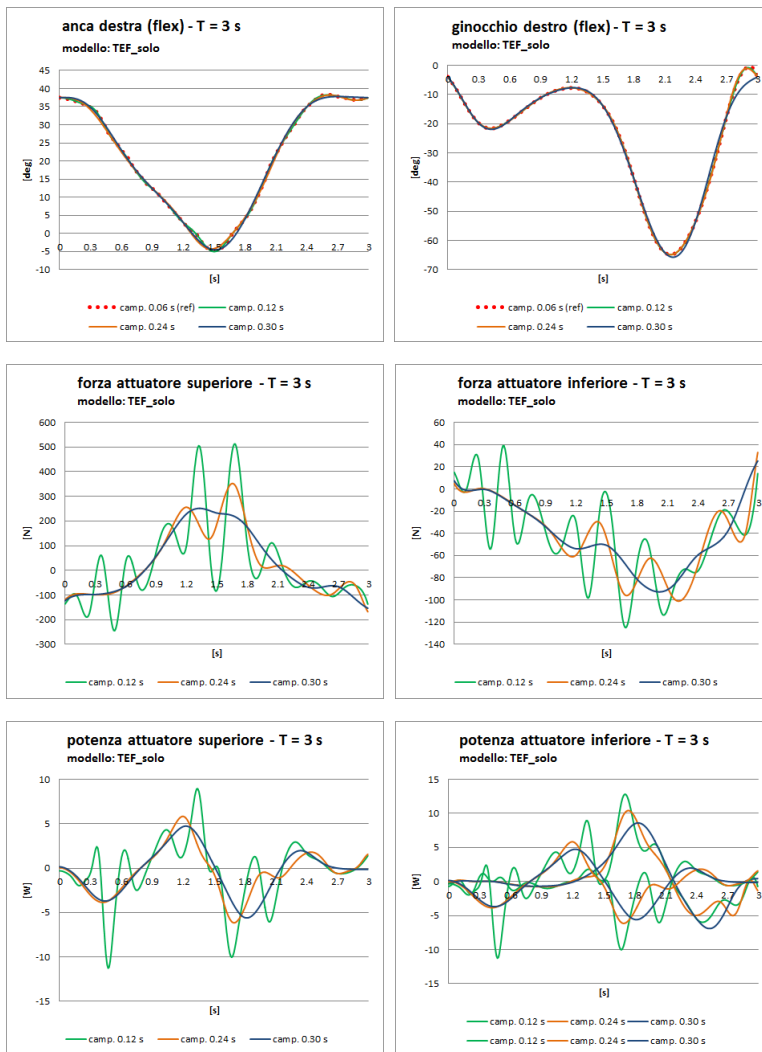 anca destra (flex) - T = 3 s
modello: TEF_solo
45
40
35
30
25
20
15
10
5
0
-5
-10
[deg]
0 0.3 0.6 0.9 1.2 1.5 1.8 2.1 2.4 2.7 3
[s]
camp. 0.06 s (ref) camp. 0.12 s
camp. 0.24 s camp. 0.30 s
ginocchio destro (flex) - T = 3 s
modello: TEF_solo
0
-10
-20
-30
-40
-50
-60
-70
[deg]
0 0.3 0.6 0.9 1.2 1.5 1.8 2.1 2.4 2.7 3
[s]
camp. 0.06 s (ref) camp. 0.12 s
camp. 0.24 s camp. 0.30 s
forza attuatore superiore - T = 3 s
modello: TEF_solo
600
500
400
300
200
100
0
-100
-200
-300
[N]
0 0.3 0.6 0.9 1.2 1.5 1.8 2.1 2.4 2.7 3
[s]
camp. 0.12 s camp. 0.24 s camp. 0.30 s
forza attuatore inferiore - T = 3 s
modello: TEF_solo
60
40
20
0
-20
-40
-60
-80
-100
-120
-140
[N]
0 0.3 0.6 0.9 1.2 1.5 1.8 2.1 2.4 2.7 3
[s]
camp. 0.12 s camp. 0.24 s camp. 0.30 s
potenza attuatore superiore - T = 3 s
modello: TEF_solo
10
5
0
-5
-10
-15
[W]
0 0.3 0.6 0.9 1.2 1.5 1.8 2.1 2.4 2.7 3
[s]
camp. 0.12 s camp. 0.24 s camp. 0.30 s
potenza attuatore inferiore - T = 3 s
modello: TEF_solo
15
10
5
0
-5
-10
-15
[W]
0 0.3 0.6 0.9 1.2 1.5 1.8 2.1 2.4 2.7 3
[s]
camp. 0.12 s camp. 0.24 s camp. 0.30 s
camp. 0.12 s camp. 0.24 s camp. 0.30 s